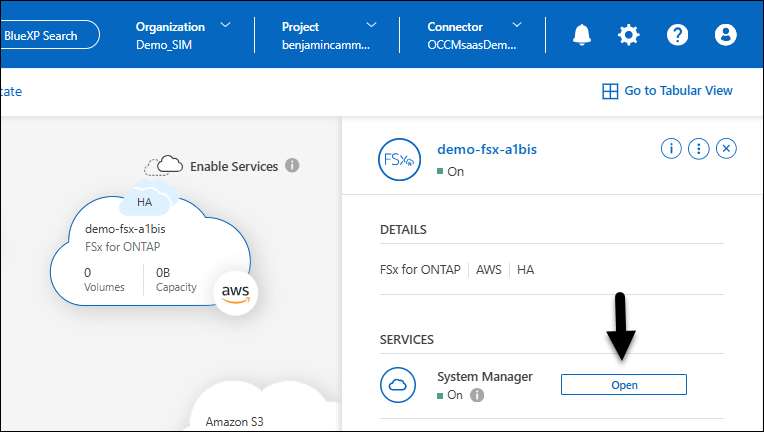 BlueXP Search
Organization
Demo_SIM
Project
benjamincamm...
Connector
OCCMsaasDem...
cate
Go to Tabular View
Enable Services
HA
demo-fsx-a1bis
FSx for ONTAP
0
Volumes
0B
Capacity
aws
Amazon S3
FSx
demo-fsx-a1bis
On
DETAILS
FSx for ONTAP | AWS | HA
SERVICES
System Manager
On
Open